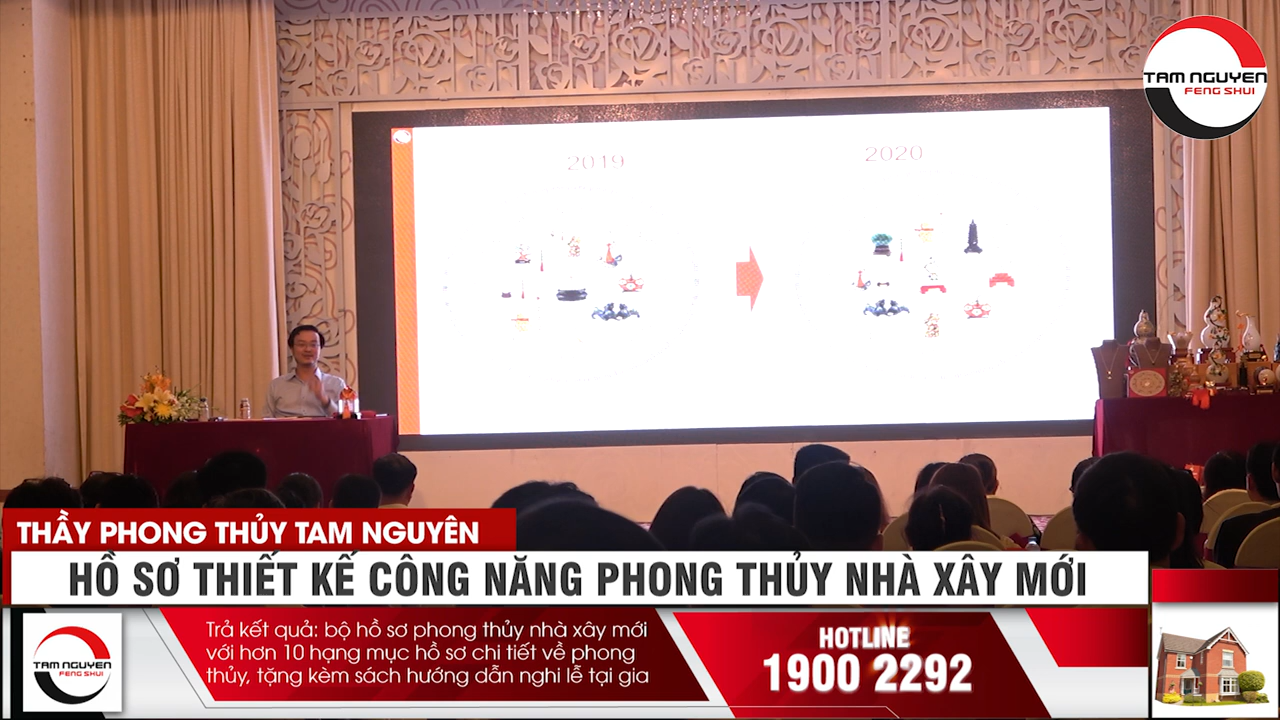 TAM NGUYEN
FENG SHUI
2019
2020
THẦY PHONG THỦY TAM NGUYÊN
HỒ SƠ THIẾT KẾ CÔNG NĂNG PHONG THỦY NHÀ XÂY MỚI
TAM NGUYEN
FENG SHUI
Trả kết quả: bộ hồ sơ phong thủy nhà xây mới
với hơn 10 hạng mục hồ sơ chi tiết về phong
thủy, tặng kèm sách hướng dẫn nghi lễ tại gia
HOTLINE
1900 2292